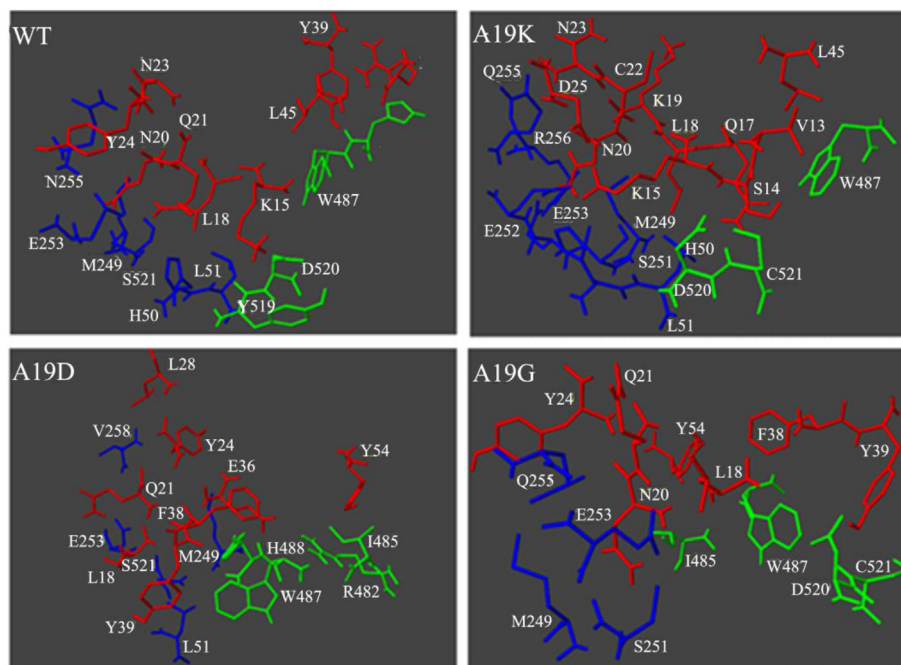 WT
Y39
N23
Q21
L45
Y24
N20
N255
L18
K15
W487
E253
M249
S521
L51
D520
Y519
H50
A19K
N23
L45
Q255
C22
D25
K19
Q17
V13
R256
L18
N20
K15
S14
W487
E253
M249
E252
S251
H50
D520
C521
L51
A19D
L28
V258
Y24
Y54
E36
Q21
F38
E253
M249
H488
I485
S521
L18
W487
R482
Y39
L51
A19G
Q21
Y24
Y54
F38
Y39
L18
Q255
N20
E253
I485
W487
C521
D520
M249
S251